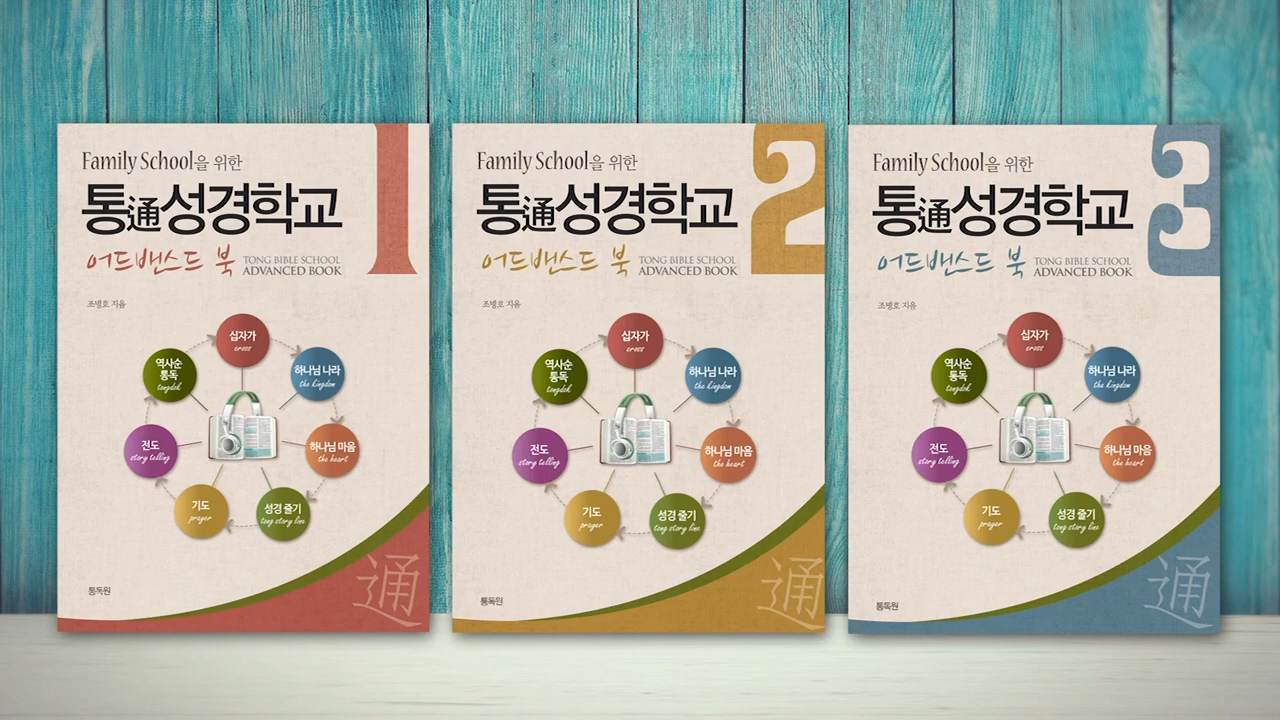 Family School을 위한
통通성경학교
어드밴스드 북
TONG BIBLE SCHOOL
ADVANCED BOOK
1
조병호 지음
십자가
cross
하나님 나라
the kingdom
하나님 마음
the heart
성경 줄기
tong story line
기도
prayer
전도
story telling
역사순
통독
tongdok
통독원
通
Family School을 위한
통通성경학교
어드밴스드 북
TONG BIBLE SCHOOL
ADVANCED BOOK
2
조병호 지음
십자가
cross
하나님 나라
the kingdom
하나님 마음
the heart
성경 줄기
tong story line
기도
prayer
전도
story telling
역사순
통독
tongdok
통독원
通
Family School을 위한
통通성경학교
어드밴스드 북
TONG BIBLE SCHOOL
ADVANCED BOOK
3
조병호 지음
십자가
cross
하나님 나라
the kingdom
하나님 마음
the heart
성경 줄기
tong story line
기도
prayer
전도
story telling
역사순
통독
tongdok
통독원
通